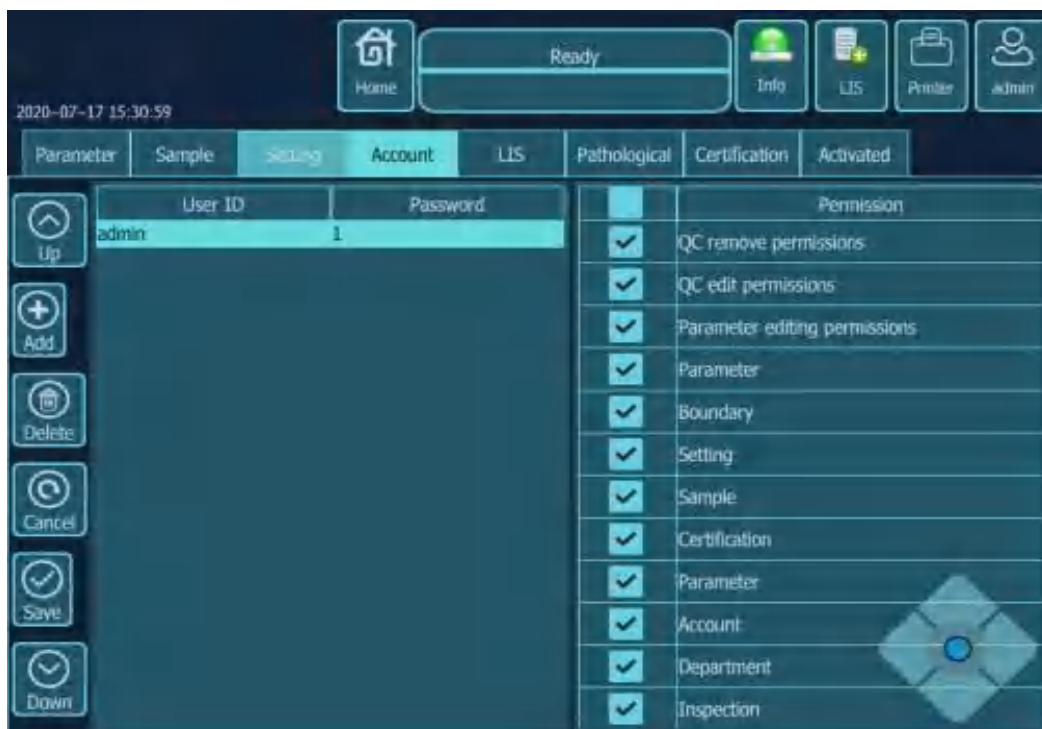 Ready
Home
Info
LIS
Printer
admin
2020-07-17 15:30:59
Parameter
Sample
Setting
Account
LIS
Pathological
Certification
Activated
Up
Add
Delete
Cancel
Save
Down
User ID
Password
admin
1
Permission
QC remove permissions
QC edit permissions
Parameter editing permissions
Parameter
Boundary
Setting
Sample
Certification
Parameter
Account
Department
Inspection